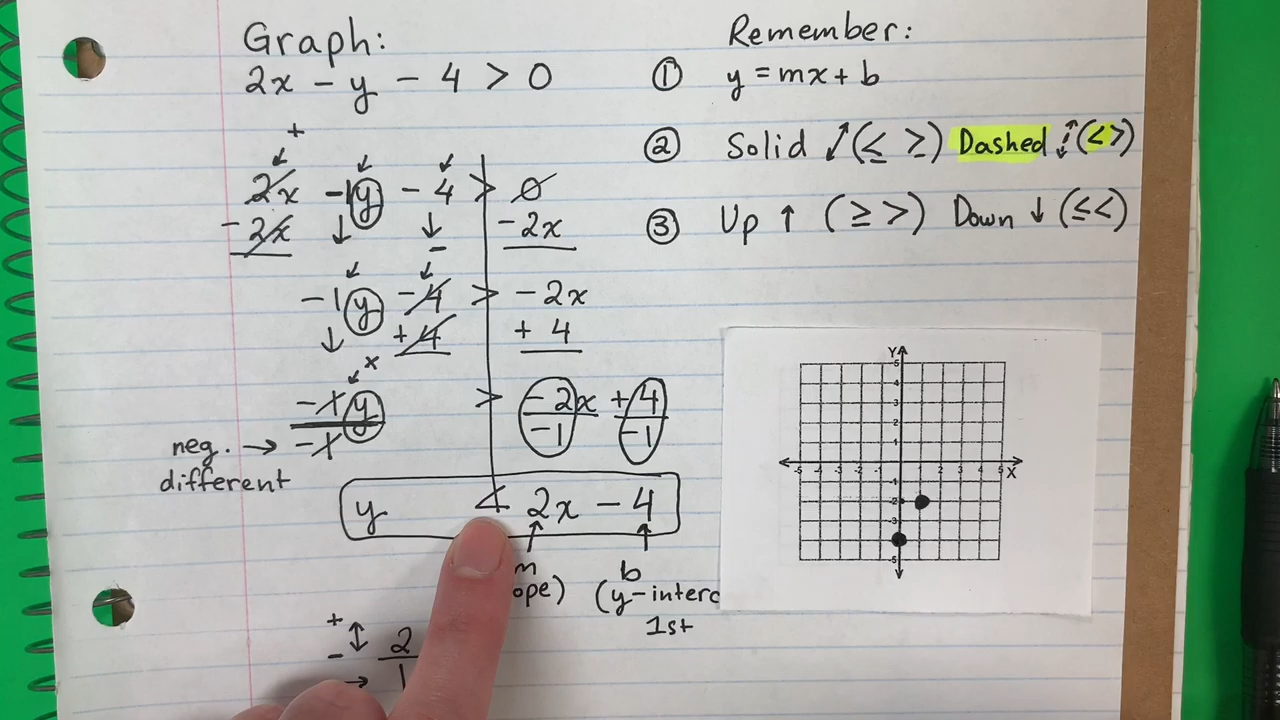 Graph:
2x - y - 4 > 0
+
2x -1y - 4 > 0
- 2x - 2x
-
-1y - 4 > - 2x
+ 4 + 4
x
-1y > -2x + 4
-1 -1 -1
neg. →
different
y < 2x - 4
m b
(y-interc
1st
+
- 2
→ 1
Remember:
① y = mx + b
② Solid (≤ ≥) Dashed (< >)
③ Up ↑ (≥ >) Down ↓ (≤ <)
Y
X